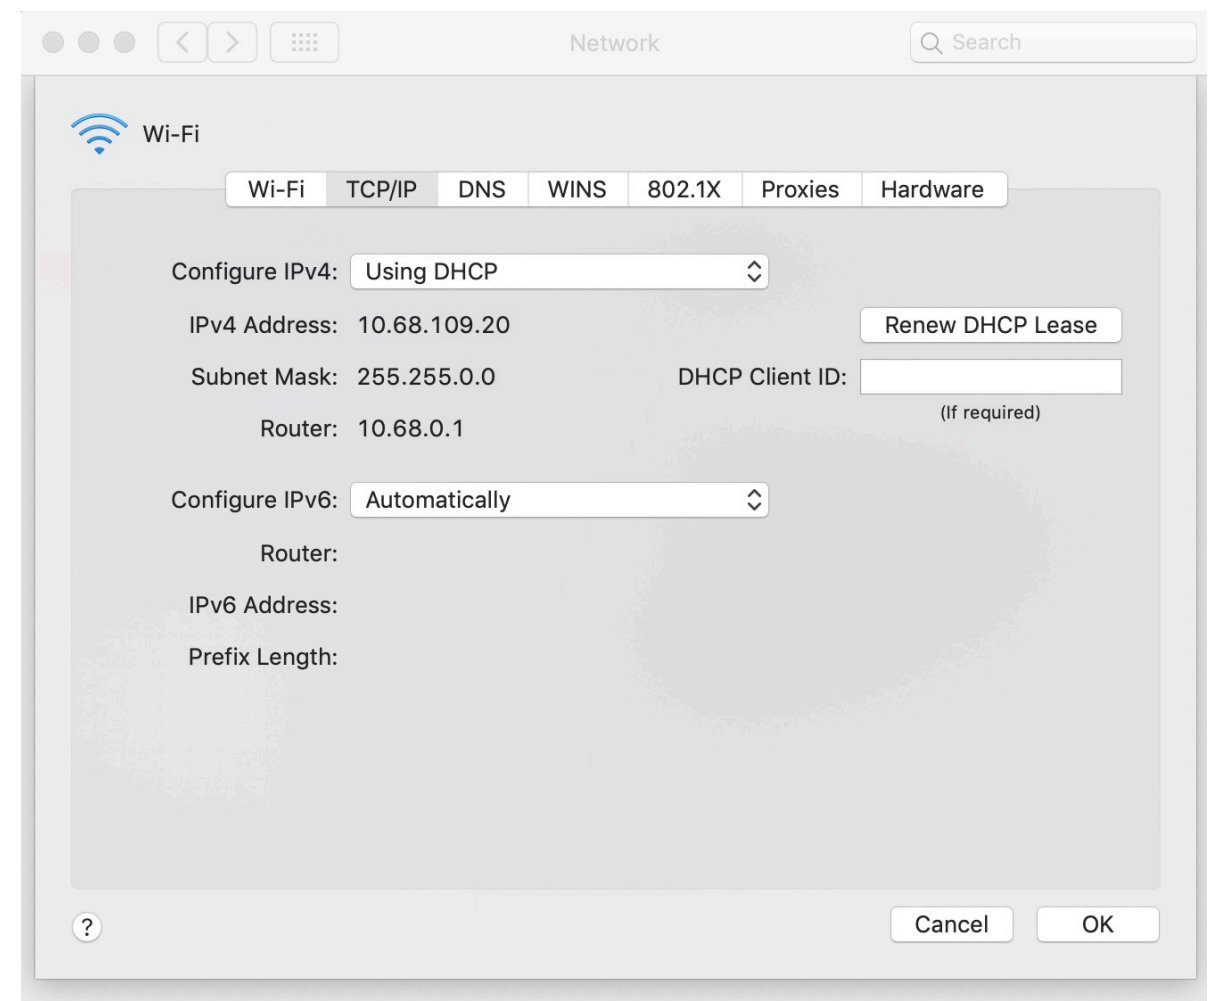 Network
Search
Wi-Fi
Wi-Fi TCP/IP DNS WINS 802.1X Proxies Hardware
Configure IPv4: Using DHCP
IPv4 Address: 10.68.109.20 Renew DHCP Lease
Subnet Mask: 255.255.0.0 DHCP Client ID:
(If required)
Router: 10.68.0.1
Configure IPv6: Automatically
Router:
IPv6 Address:
Prefix Length:
? Cancel OK